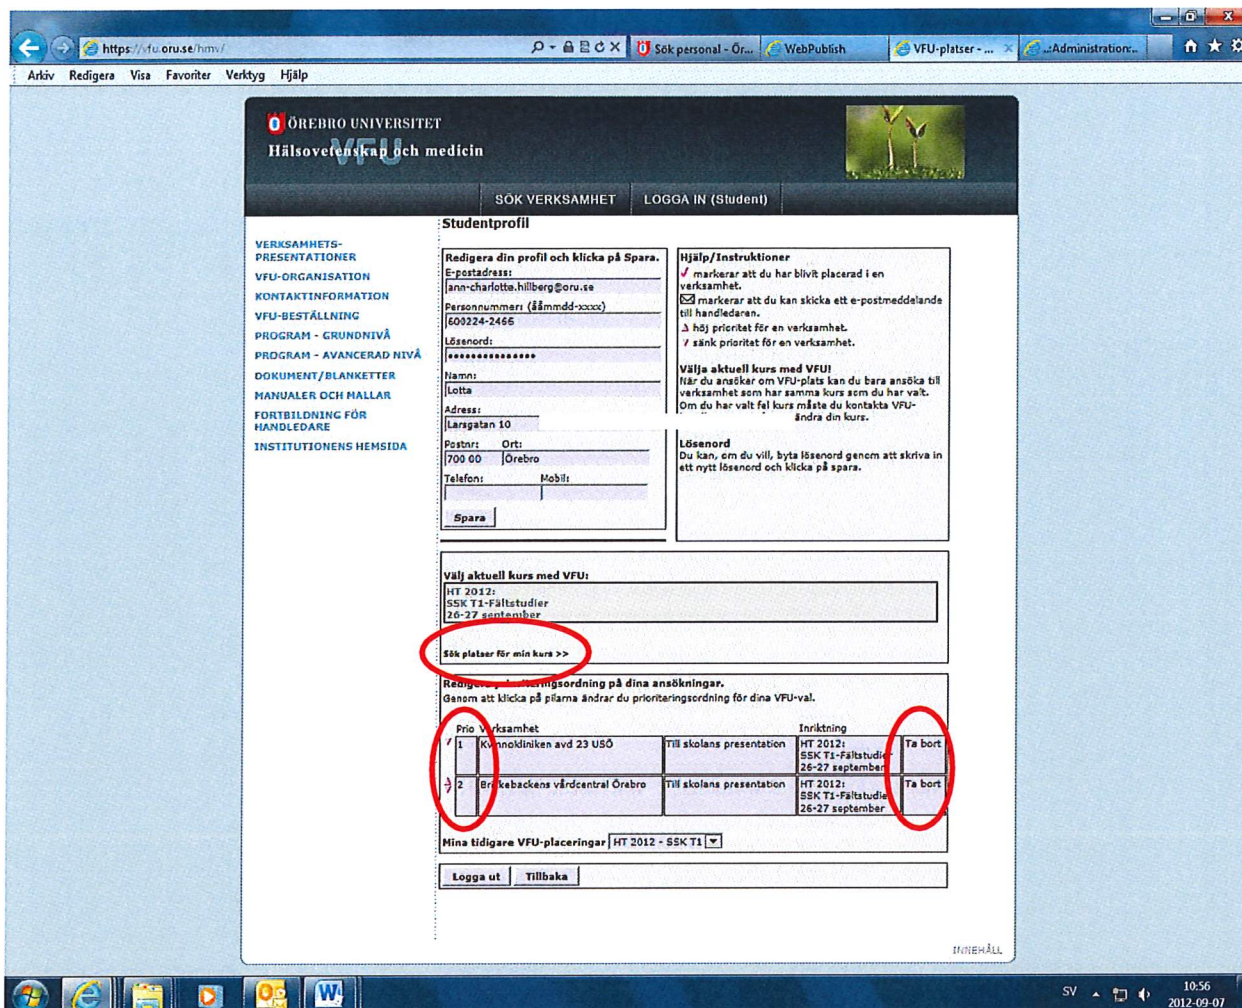 https://vfu.oru.se/hmv/
Sök personal - Ör...
WebPublish
VFU-platser - ...
..:Administration:..
Arkiv Redigera Visa Favoriter Verktyg Hjälp
ÖREBRO UNIVERSITET
Hälsovetenskap och medicin
VFU
SÖK VERKSAMHET LOGGA IN (Student)
VERKSAMHETS-
PRESENTATIONER
VFU-ORGANISATION
KONTAKTINFORMATION
VFU-BESTÄLLNING
PROGRAM - GRUNDNIVÅ
PROGRAM - AVANCERAD NIVÅ
DOKUMENT/BLANKETTER
MANUALER OCH MALLAR
FORTBILDNING FÖR
HANDLEDARE
INSTITUTIONENS HEMSIDA
Studentprofil
Redigera din profil och klicka på Spara.
E-postadress:
ann-charlotte.hillberg@oru.se
Personnummer: (ååmmdd-xxxx)
600224-2466
Lösenord:
Namn:
Lotta
Adress:
Larsgatan 10
Postnr: Ort:
700 00 Örebro
Telefon: Mobil:
Spara
Hjälp/Instruktioner
markerar att du har blivit placerad i en
verksamhet.
markerar att du kan skicka ett e-postmeddelande
till handledaren.
höj prioritet för en verksamhet.
sänk prioritet för en verksamhet.
Välja aktuell kurs med VFU!
När du ansöker om VFU-plats kan du bara ansöka till
verksamhet som har samma kurs som du har valt.
Om du har valt fel kurs måste du kontakta VFU-
ändra din kurs.
Lösenord
Du kan, om du vill, byta lösenord genom att skriva in
ett nytt lösenord och klicka på spara.
Välj aktuell kurs med VFU:
HT 2012:
SSK T1-Fältstudier
26-27 september
Sök platser för min kurs >>
Redigera prioriteringsordning på dina ansökningar.
Genom att klicka på pilarna ändrar du prioriteringsordning för dina VFU-val.
Prio Verksamhet Inriktning
1 Kvinnokliniken avd 23 USÖ Till skolans presentation HT 2012: Ta bort
SSK T1-Fältstudier
26-27 september
2 Brickebackens vårdcentral Örebro Till skolans presentation HT 2012: Ta bort
SSK T1-Fältstudier
26-27 september
Mina tidigare VFU-placeringar HT 2012 - SSK T1
Logga ut Tillbaka
INNEHÅLL
SV 10:56
2012-09-07